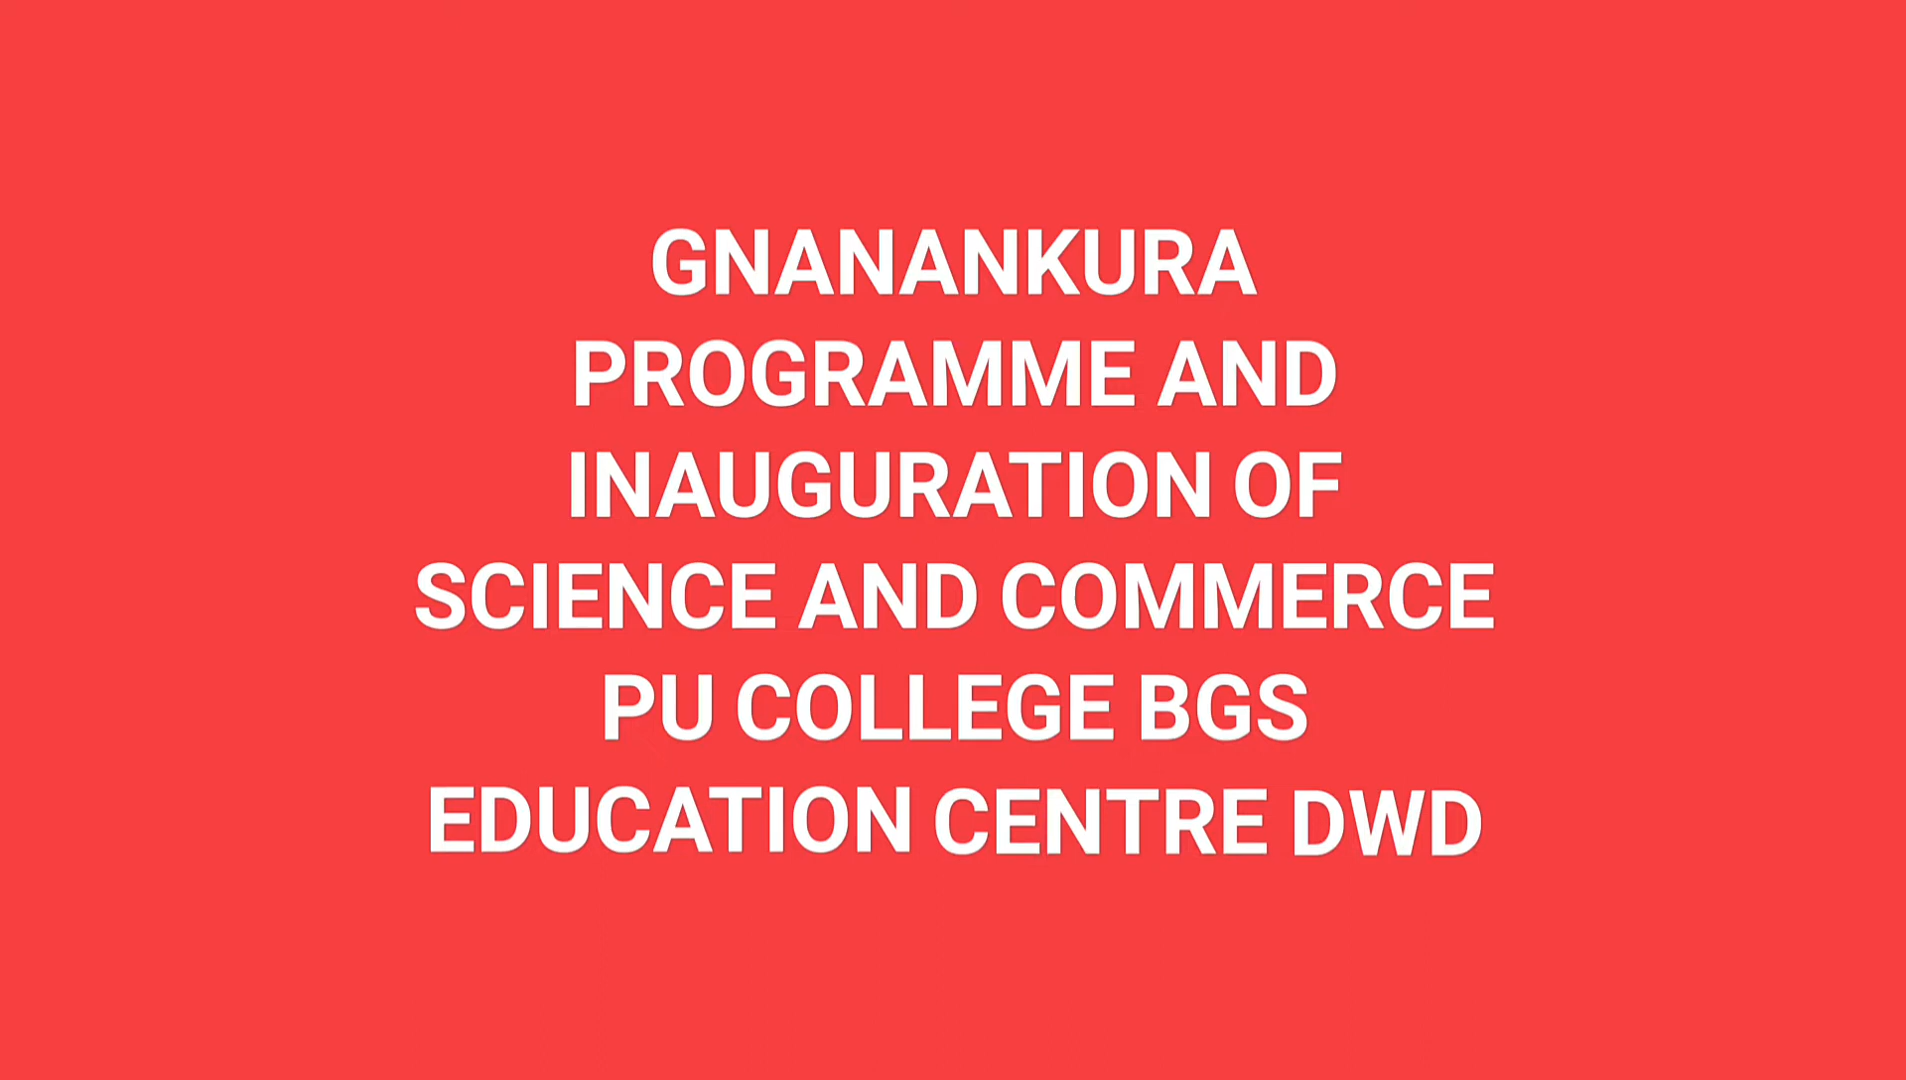 GNANANKURA
PROGRAMME AND
INAUGURATION OF
SCIENCE AND COMMERCE
PU COLLEGE BGS
EDUCATION CENTRE DWD